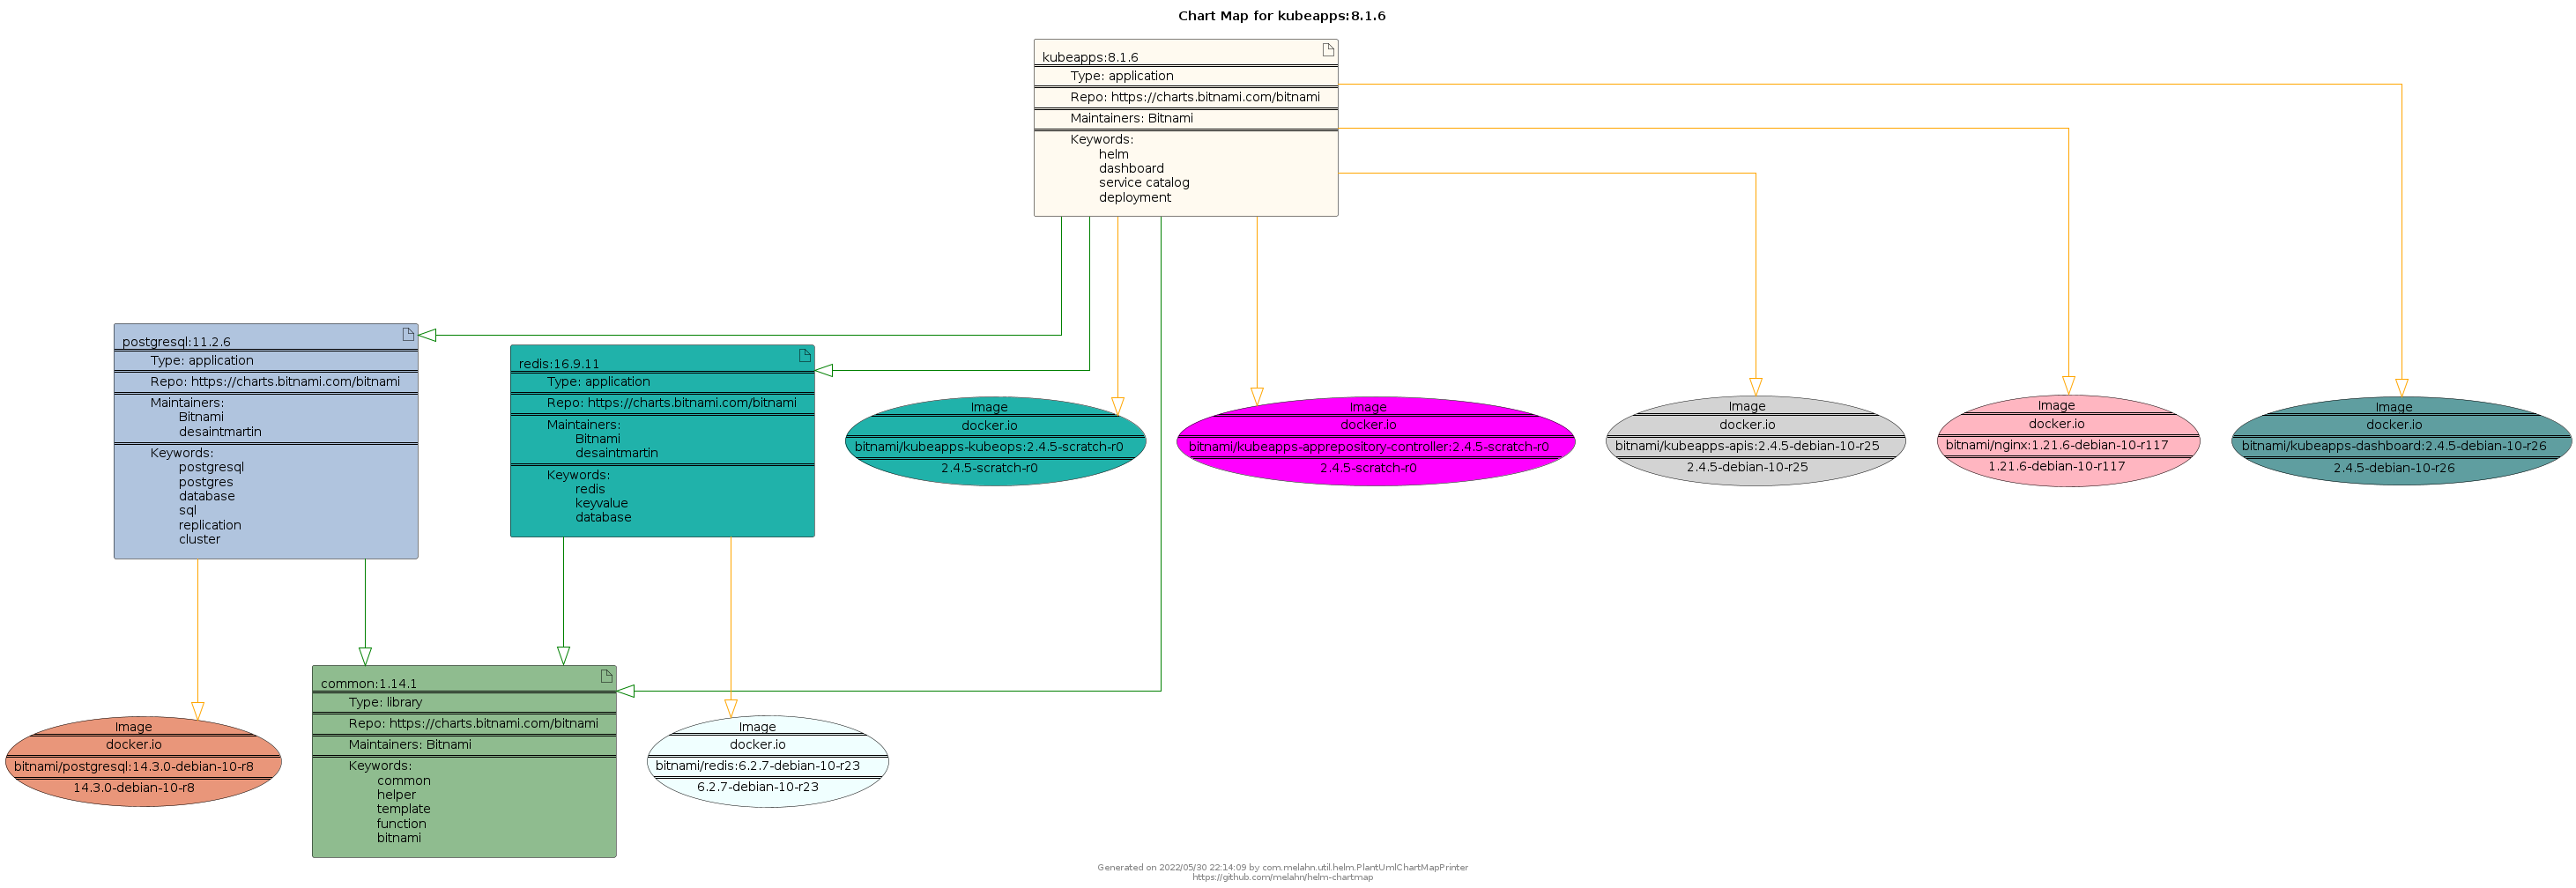 Chart Map for kubeapps:8.1.6
kubeapps:8.1.6
Type: application
Repo: https://charts.bitnami.com/bitnami
Maintainers: Bitnami
Keywords:
helm
dashboard
service catalog
deployment
postgresql:11.2.6
Type: application
Repo: https://charts.bitnami.com/bitnami
Maintainers:
Bitnami
desaintmartin
Keywords:
postgresql
postgres
database
sql
replication
cluster
redis:16.9.11
Type: application
Repo: https://charts.bitnami.com/bitnami
Maintainers:
Bitnami
desaintmartin
Keywords:
redis
keyvalue
database
Image
docker.io
bitnami/kubeapps-kubeops:2.4.5-scratch-r0
2.4.5-scratch-r0
Image
docker.io
bitnami/kubeapps-apprepository-controller:2.4.5-scratch-r0
2.4.5-scratch-r0
Image
docker.io
bitnami/kubeapps-apis:2.4.5-debian-10-r25
2.4.5-debian-10-r25
Image
docker.io
bitnami/nginx:1.21.6-debian-10-r117
1.21.6-debian-10-r117
Image
docker.io
bitnami/kubeapps-dashboard:2.4.5-debian-10-r26
2.4.5-debian-10-r26
Image
docker.io
bitnami/postgresql:14.3.0-debian-10-r8
14.3.0-debian-10-r8
common:1.14.1
Type: library
Repo: https://charts.bitnami.com/bitnami
Maintainers: Bitnami
Keywords:
common
helper
template
function
bitnami
Image
docker.io
bitnami/redis:6.2.7-debian-10-r23
6.2.7-debian-10-r23
Generated on 2022/05/30 22:14:09 by com.melahn.util.helm.PlantUmlChartMapPrinter
https://github.com/melahn/helm-chartmap